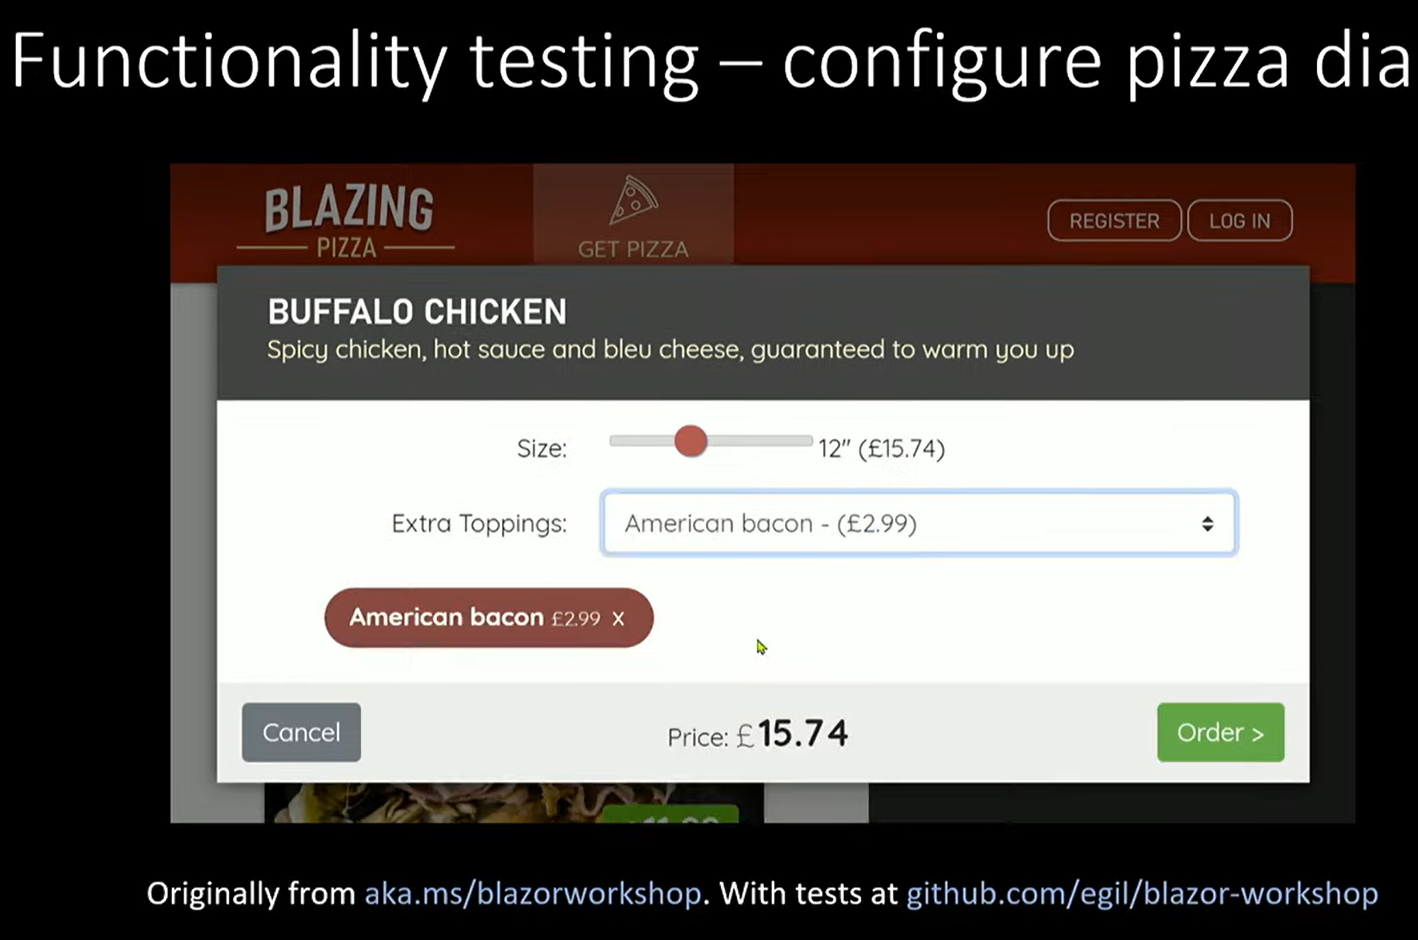 Functionality testing – configure pizza dia
BLAZING
PIZZA
GET PIZZA
REGISTER
LOG IN
BUFFALO CHICKEN
Spicy chicken, hot sauce and bleu cheese, guaranteed to warm you up
Size:
12" (£15.74)
Extra Toppings:
American bacon - (£2.99)
American bacon £2.99 X
Cancel
Price: £15.74
Order >
Originally from aka.ms/blazorworkshop. With tests at github.com/egil/blazor-workshop